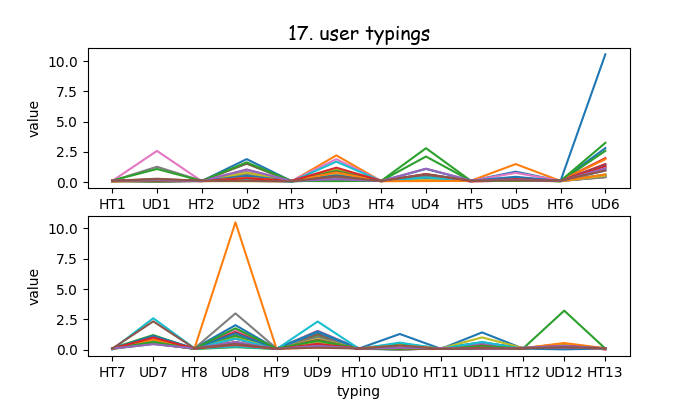 17. user typings
10.0
7.5
5.0
2.5
0.0
value
HT1 UD1 HT2 UD2 HT3 UD3 HT4 UD4 HT5 UD5 HT6 UD6
10.0
7.5
5.0
2.5
0.0
value
HT7 UD7 HT8 UD8 HT9 UD9 HT10 UD10 HT11 UD11 HT12 UD12 HT13
typing